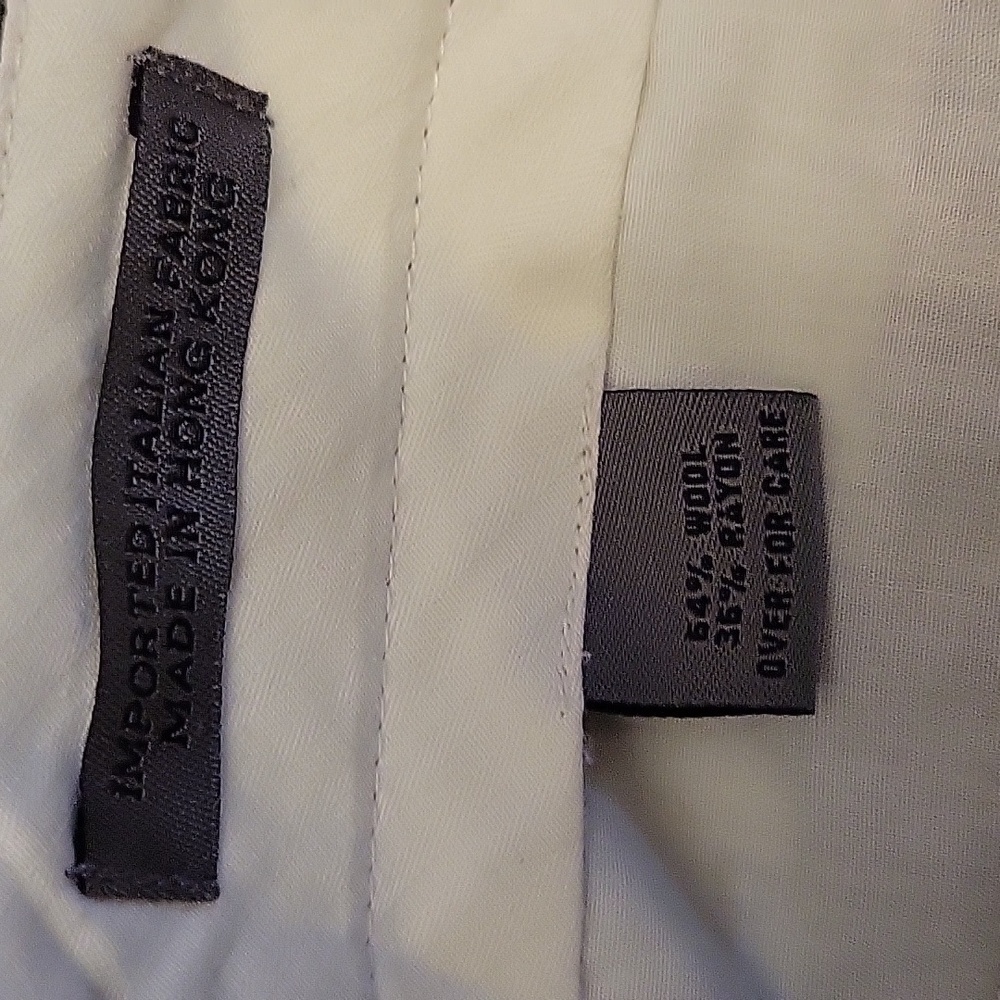 IMPORTED ITALIAN FABRIC
MADE IN HONG KONG
64% WOOL
36% RAYON
OVER FOR CARE